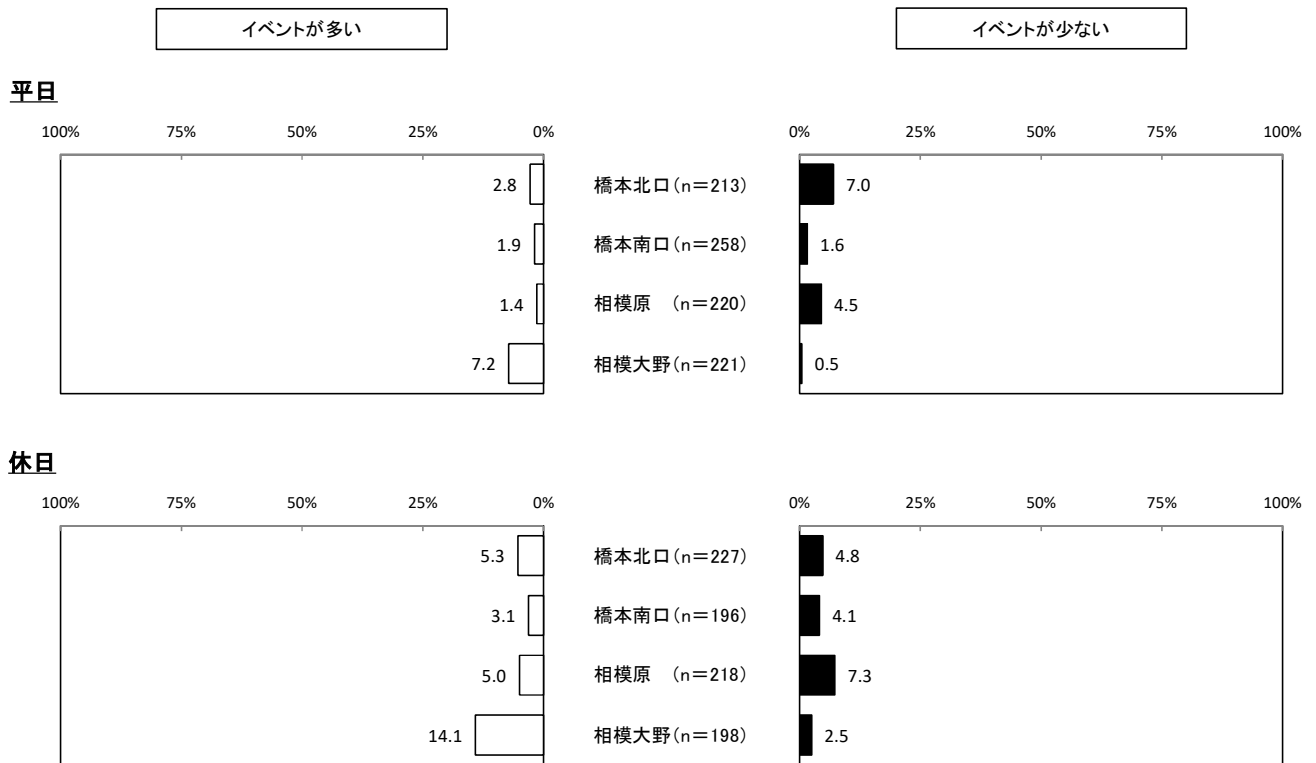 イベントが多い イベントが少ない
平日
100% 75% 50% 25% 0% 0% 25% 50% 75% 100%
2.8 橋本北口(n=213) 7.0
1.9 橋本南口(n=258) 1.6
1.4 相模原 (n=220) 4.5
7.2 相模大野(n=221) 0.5
休日
100% 75% 50% 25% 0% 0% 25% 50% 75% 100%
5.3 橋本北口(n=227) 4.8
3.1 橋本南口(n=196) 4.1
5.0 相模原 (n=218) 7.3
14.1 相模大野(n=198) 2.5